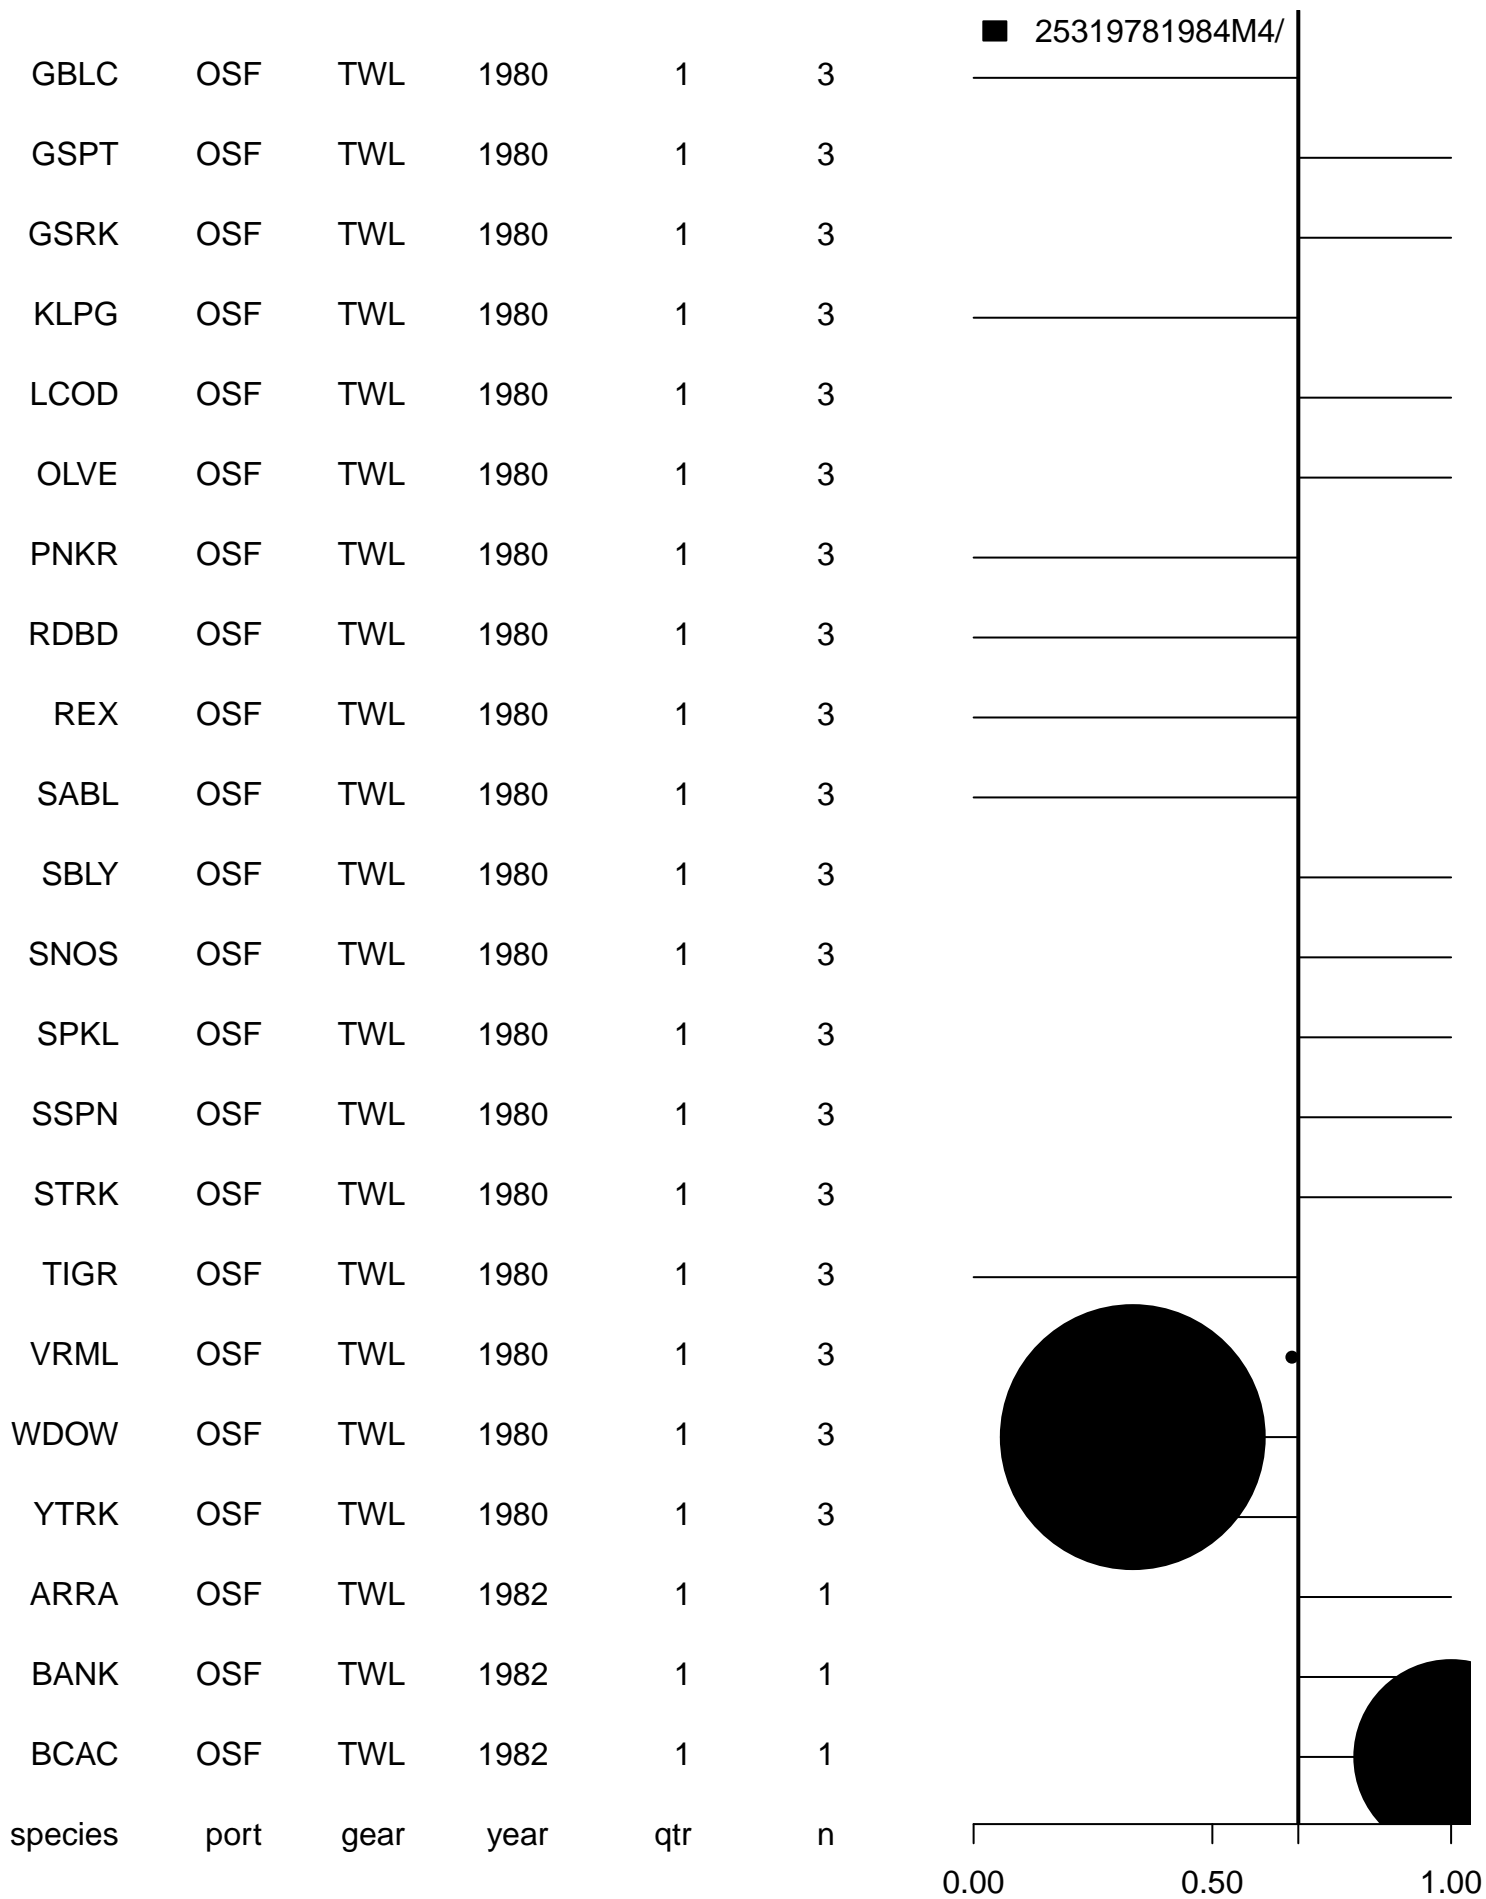 25319781984M4/
GBLC OSF TWL 1980 1 3
GSPT OSF TWL 1980 1 3
GSRK OSF TWL 1980 1 3
KLPG OSF TWL 1980 1 3
LCOD OSF TWL 1980 1 3
OLVE OSF TWL 1980 1 3
PNKR OSF TWL 1980 1 3
RDBD OSF TWL 1980 1 3
REX OSF TWL 1980 1 3
SABL OSF TWL 1980 1 3
SBLY OSF TWL 1980 1 3
SNOS OSF TWL 1980 1 3
SPKL OSF TWL 1980 1 3
SSPN OSF TWL 1980 1 3
STRK OSF TWL 1980 1 3
TIGR OSF TWL 1980 1 3
VRML OSF TWL 1980 1 3
WDOW OSF TWL 1980 1 3
YTRK OSF TWL 1980 1 3
ARRA OSF TWL 1982 1 1
BANK OSF TWL 1982 1 1
BCAC OSF TWL 1982 1 1
species port gear year qtr n
0.00 0.50 1.00